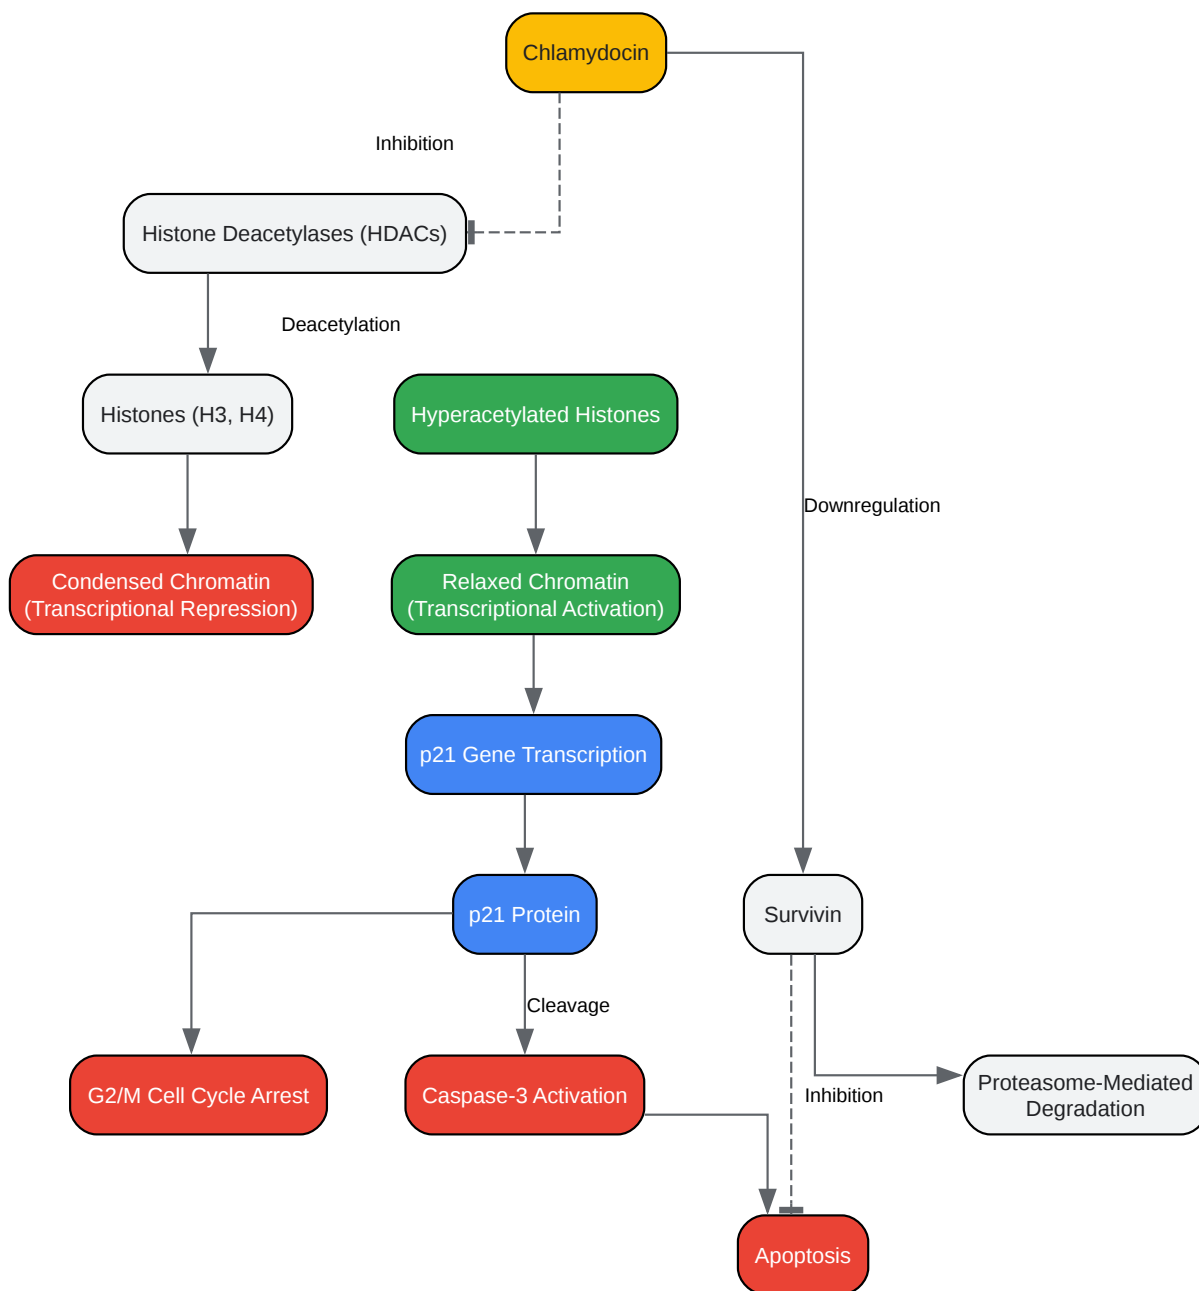 Chlamydocin
Inhibition
Histone Deacetylases (HDACs)
Deacetylation
Histones (H3, H4)
Hyperacetylated Histones
Downregulation
Condensed Chromatin
(Transcriptional Repression)
Relaxed Chromatin
(Transcriptional Activation)
p21 Gene Transcription
p21 Protein
Survivin
Cleavage
G2/M Cell Cycle Arrest
Caspase-3 Activation
Inhibition
Proteasome-Mediated
Degradation
Apoptosis